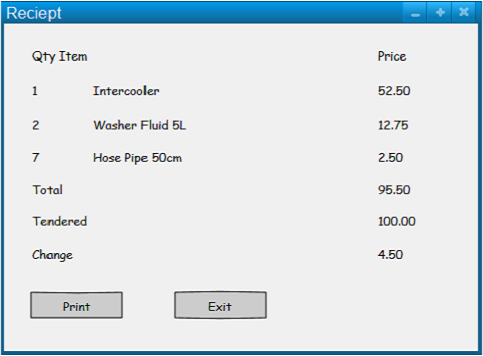 Reciept
Qty Item Price
1 Intercooler 52.50
2 Washer Fluid 5L 12.75
7 Hose Pipe 50cm 2.50
Total 95.50
Tendered 100.00
Change 4.50
Print Exit